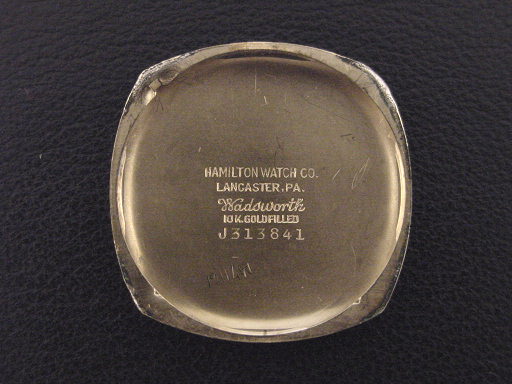 HAMILTON WATCH CO.
LANCASTER, PA.
Wadsworth
10K. GOLD FILLED
J313841